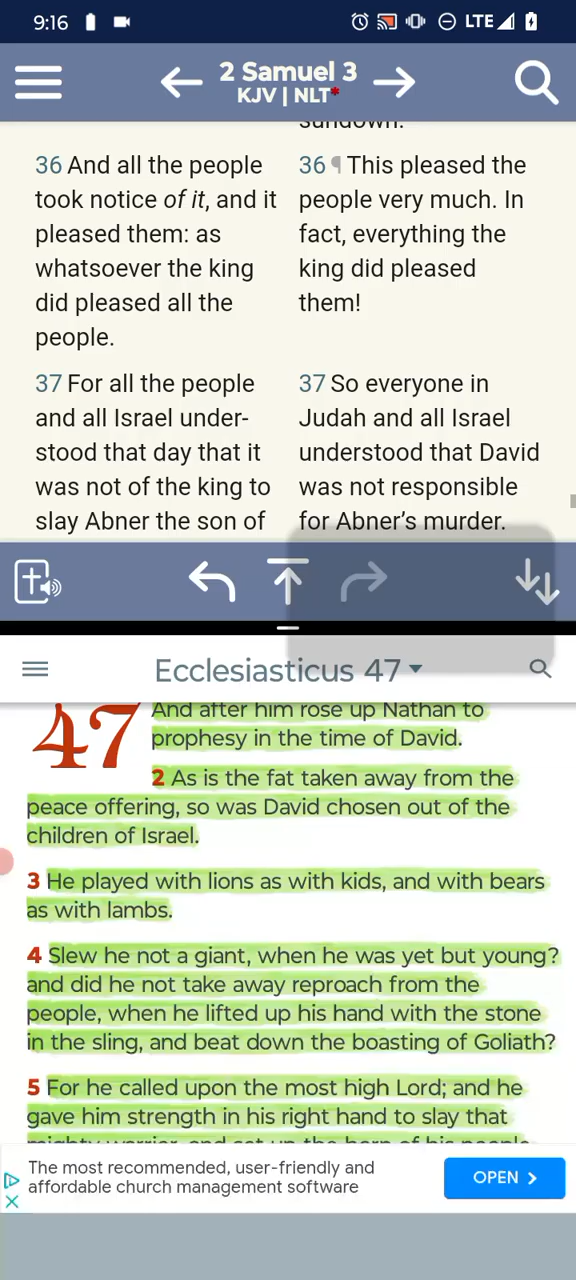 9:16
LTE
2 Samuel 3
KJV | NLT*
sundown.
36 And all the people
took notice of it, and it
pleased them: as
whatsoever the king
did pleased all the
people.
36 ¶ This pleased the
people very much. In
fact, everything the
king did pleased
them!
37 For all the people
and all Israel under-
stood that day that it
was not of the king to
slay Abner the son of
37 So everyone in
Judah and all Israel
understood that David
was not responsible
for Abner's murder.
Ecclesiasticus 47
47 And after him rose up Nathan to
prophesy in the time of David.
2 As is the fat taken away from the
peace offering, so was David chosen out of the
children of Israel.
3 He played with lions as with kids, and with bears
as with lambs.
4 Slew he not a giant, when he was yet but young?
and did he not take away reproach from the
people, when he lifted up his hand with the stone
in the sling, and beat down the boasting of Goliath?
5 For he called upon the most high Lord; and he
gave him strength in his right hand to slay that
mighty warrior, and set up the horn of his people
The most recommended, user-friendly and
affordable church management software
OPEN